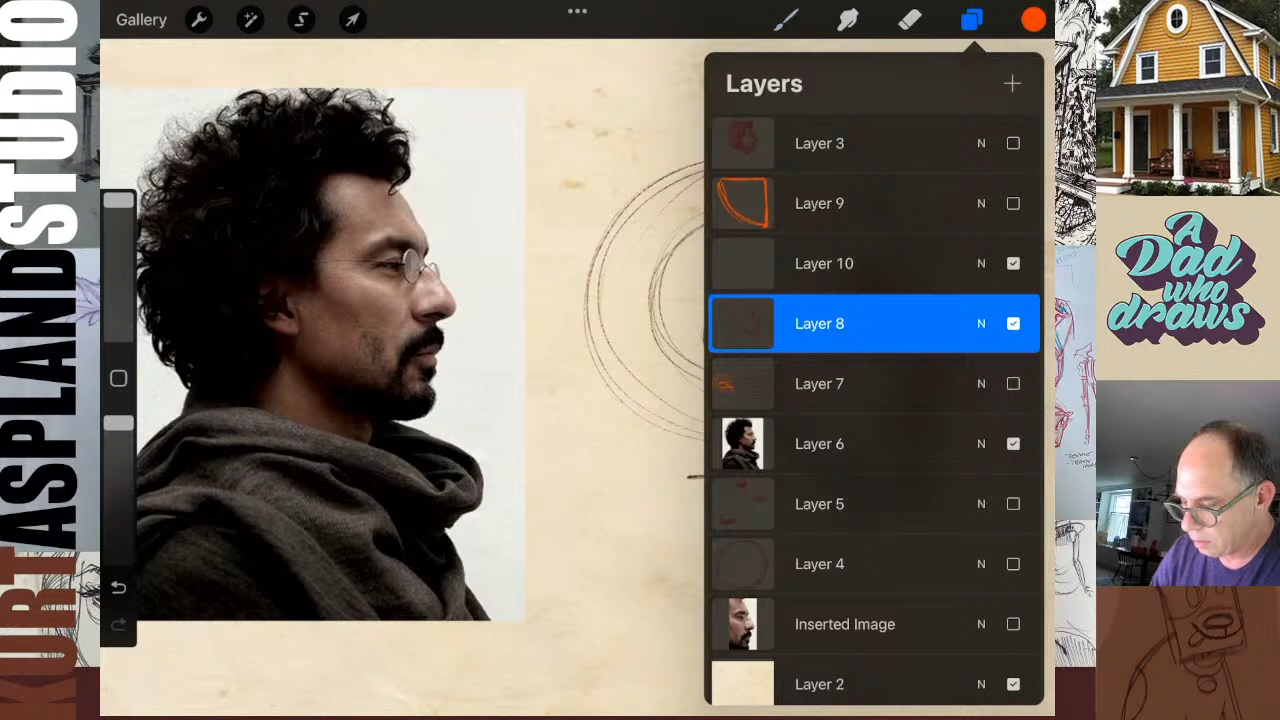 KURT ASPLAND STUDIO
Gallery
Layers
Layer 3 N
Layer 9 N
Layer 10 N
Layer 8 N
Layer 7 N
Layer 6 N
Layer 5 N
Layer 4 N
Inserted Image N
Layer 2 N
A
Dad
who
draws